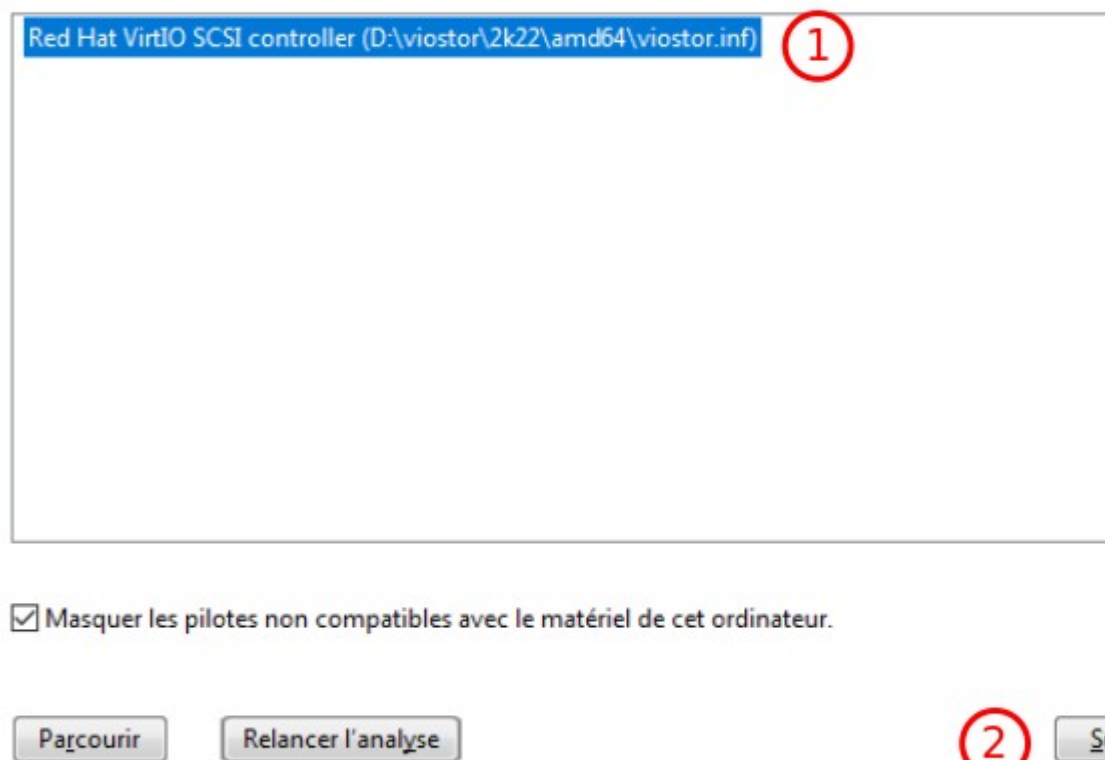 Red Hat VirtIO SCSI controller (D:\viostor\2k22\amd64\viostor.inf)
1
Masquer les pilotes non compatibles avec le matériel de cet ordinateur.
Parcourir
Relancer l'analyse
2